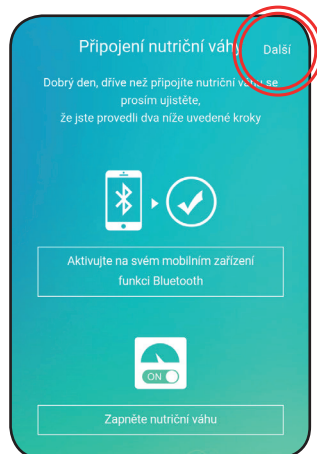 Připojení nutriční váhy
Další
Dobrý den, dříve než připojíte nutriční váhu se
prosím ujistěte,
že jste provedli dva níže uvedené kroky
Aktivujte na svém mobilním zařízení
funkci Bluetooth
ON
Zapněte nutriční váhu